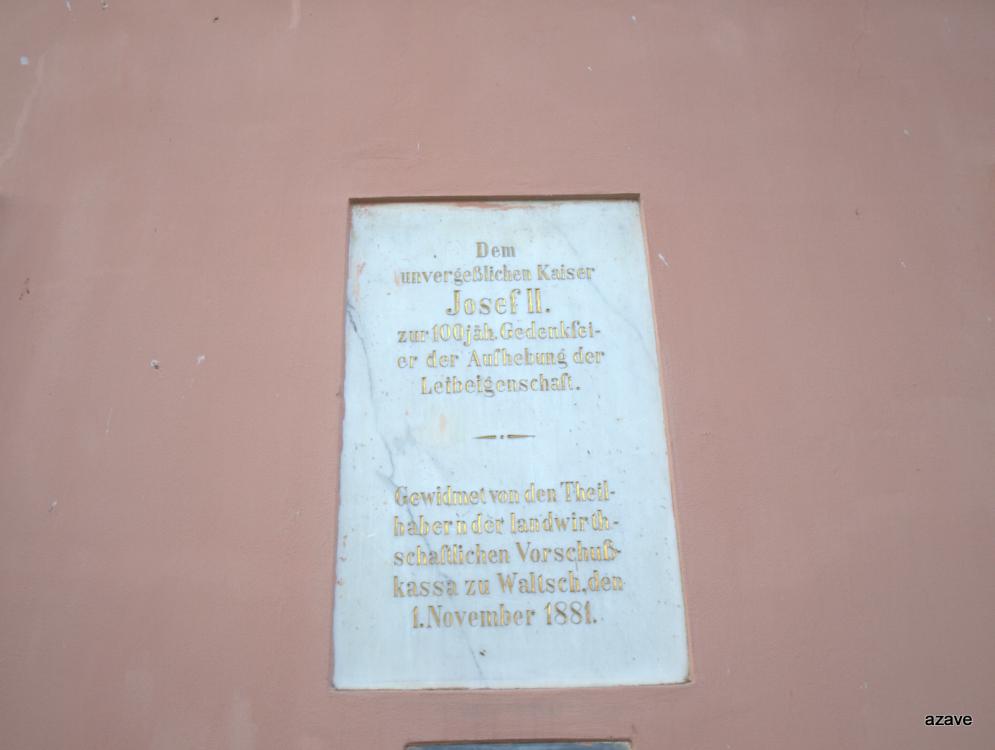 Dem
unvergeßlichen Kaiser
Josef II.
zur 100jäh. Gedenkfei-
er der Aufhebung der
Leibeigenschaft.
Gewidmet von den Theil-
habern der landwirth-
schaftlichen Vorschuß-
kassa zu Waltsch, den
1. November 1881.
azave